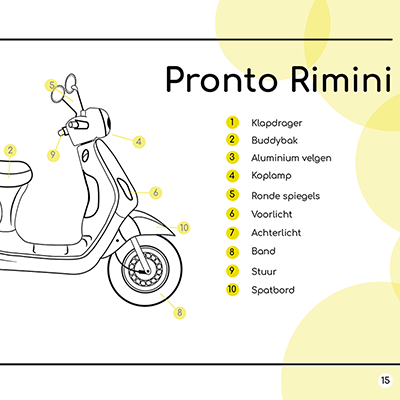 Pronto Rimini
1 Klapdrager
2 Buddybak
3 Aluminium velgen
4 Koplamp
5 Ronde spiegels
6 Voorlicht
7 Achterlicht
8 Band
9 Stuur
10 Spatbord
5
4
9
2
6
10
8
15